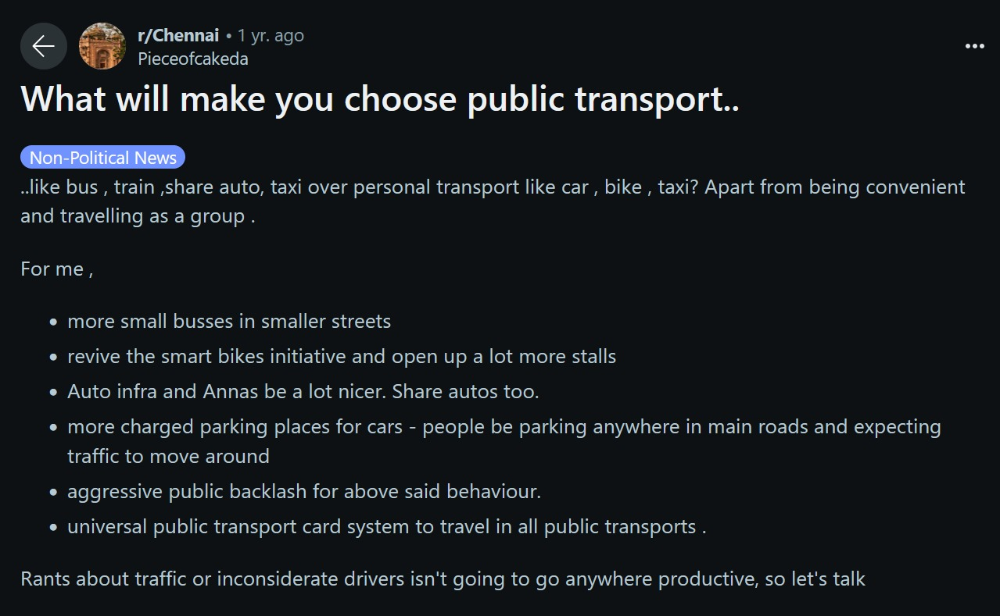 r/Chennai • 1 yr. ago
Pieceofcakeda
What will make you choose public transport..
Non-Political News
..like bus , train ,share auto, taxi over personal transport like car , bike , taxi? Apart from being convenient
and travelling as a group .
For me ,
• more small busses in smaller streets
• revive the smart bikes initiative and open up a lot more stalls
• Auto infra and Annas be a lot nicer. Share autos too.
• more charged parking places for cars - people be parking anywhere in main roads and expecting
traffic to move around
• aggressive public backlash for above said behaviour.
• universal public transport card system to travel in all public transports .
Rants about traffic or inconsiderate drivers isn't going to go anywhere productive, so let's talk